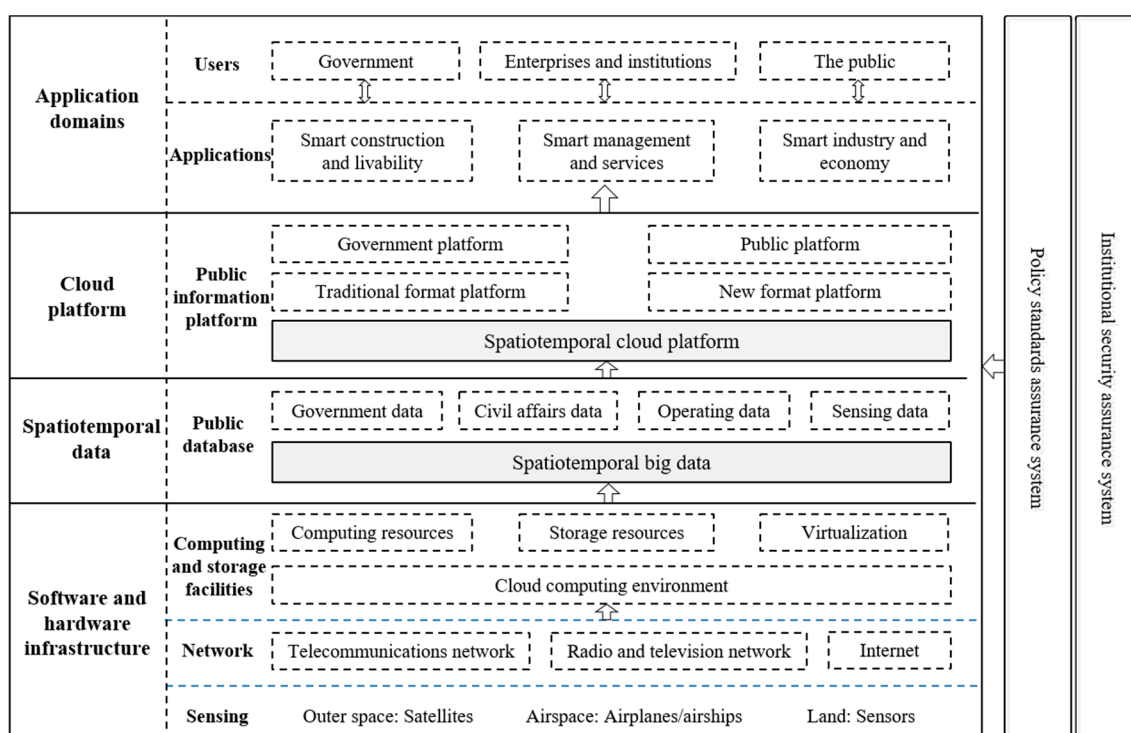 Application
domains
Users
Government
Enterprises and institutions
The public
Applications
Smart construction
and livability
Smart management
and services
Smart industry and
economy
Cloud
platform
Public
information
platform
Government platform
Public platform
Traditional format platform
New format platform
Spatiotemporal cloud platform
Spatiotemporal
data
Public
database
Government data
Civil affairs data
Operating data
Sensing data
Spatiotemporal big data
Software and
hardware
infrastructure
Computing
and storage
facilities
Computing resources
Storage resources
Virtualization
Cloud computing environment
Network
Telecommunications network
Radio and television network
Internet
Sensing
Outer space: Satellites
Airspace: Airplanes/airships
Land: Sensors
Policy standards assurance system
Institutional security assurance system